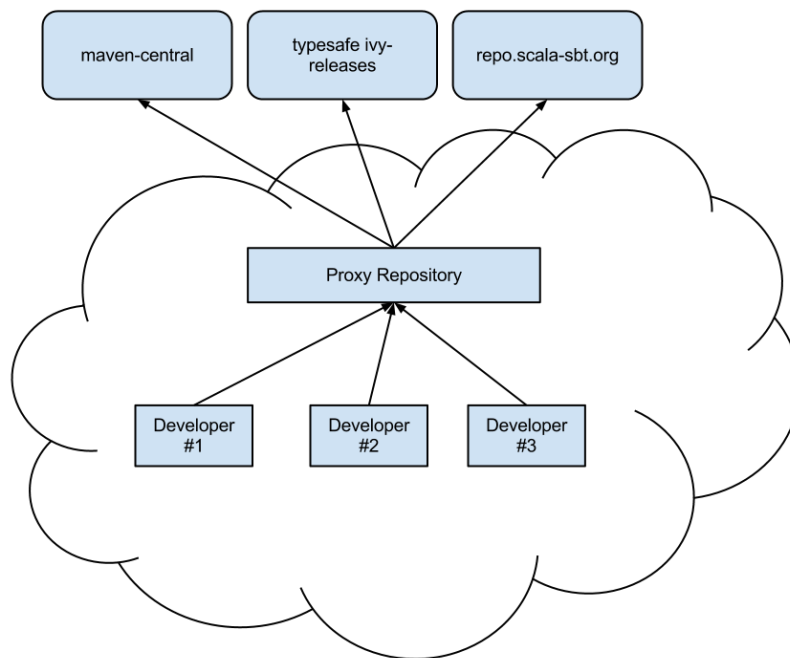 maven-central
typesafe ivy-
releases
repo.scala-sbt.org
Proxy Repository
Developer
#1
Developer
#2
Developer
#3